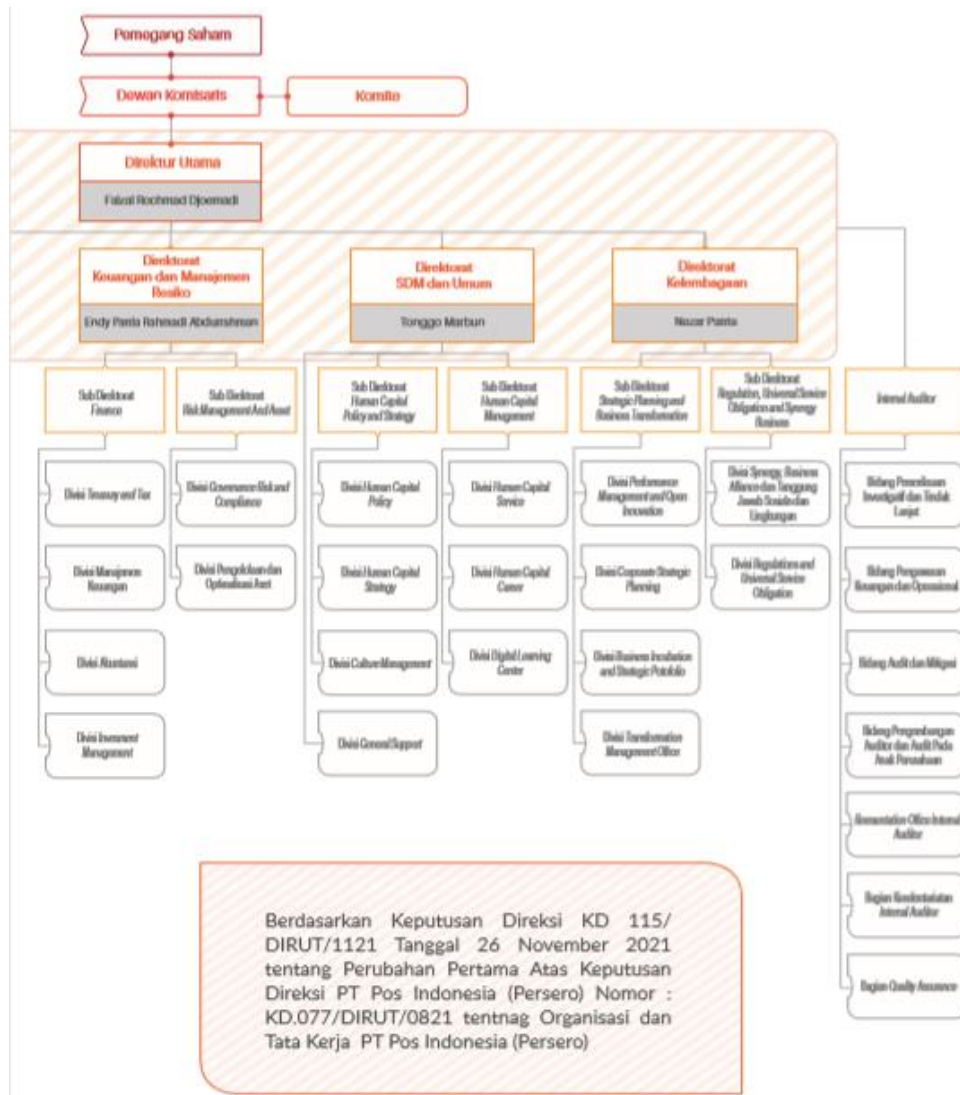 Pemegang Saham
Dewan Komisaris
Komite
Direktur Utama
Faizal Rochmad Djoemadi
Direktorat
Keuangan dan Manajemen
Resiko
Endy Pattia Rahmadi Abdurrahman
Direktorat
SDM dan Umum
Tonggo Marbun
Direktorat
Kelembagaan
Nezar Patria
Sub Direktorat
Finance
Sub Direktorat
Risk Management And Asset
Sub Direktorat
Human Capital
Policy and Strategy
Sub Direktorat
Human Capital
Management
Sub Direktorat
Strategic Planning and
Business Transformation
Sub Direktorat
Regulation, Universal Service
Obligation and Synergy
Business
Internal Auditor
Divisi Treasury and Tax
Divisi Governance Risk and
Compliance
Divisi Human Capital
Policy
Divisi Human Capital
Service
Divisi Performance
Management and Open
Innovation
Divisi Synergy, Business
Alliance dan Tanggung
Jawab Sosial dan
Lingkungan
Bidang Pemeriksaan
Investigatif dan Tindak
Lanjut
Divisi Manajemen
Keuangan
Divisi Pengelolaan dan
Optimalisasi Aset
Divisi Human Capital
Strategy
Divisi Human Capital
Career
Divisi Corporate Strategic
Planning
Divisi Regulations and
Universal Service
Obligation
Bidang Pengawasan
Keuangan dan Operasional
Divisi Akuntansi
Divisi Culture Management
Divisi Digital Learning
Center
Divisi Business Incubation
and Strategic Potofolio
Bidang Audit dan Mitigasi
Divisi Investment
Management
Divisi General Support
Divisi Transformation
Management Office
Bidang Pengembangan
Auditor dan Audit Pada
Anak Perusahaan
Office Internal
Auditor
Bagian Kesekretariatan
Internal Auditor
Bagian Quality Assurance
Berdasarkan Keputusan Direksi KD 115/
DIRUT/1121 Tanggal 26 November 2021
tentang Perubahan Pertama Atas Keputusan
Direksi PT Pos Indonesia (Persero) Nomor :
KD.077/DIRUT/0821 tentnag Organisasi dan
Tata Kerja PT Pos Indonesia (Persero)